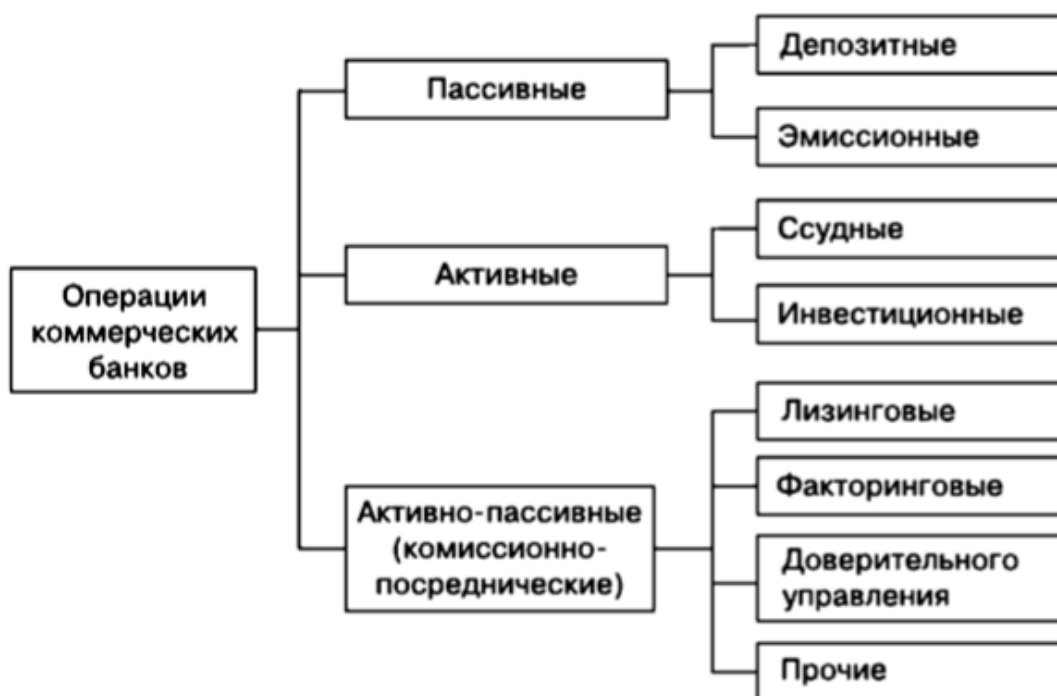 Операции
коммерческих
банков
Пассивные
Депозитные
Эмиссионные
Активные
Ссудные
Инвестиционные
Активно-пассивные
(комиссионно-
посреднические)
Лизинговые
Факторинговые
Доверительного
управления
Прочие